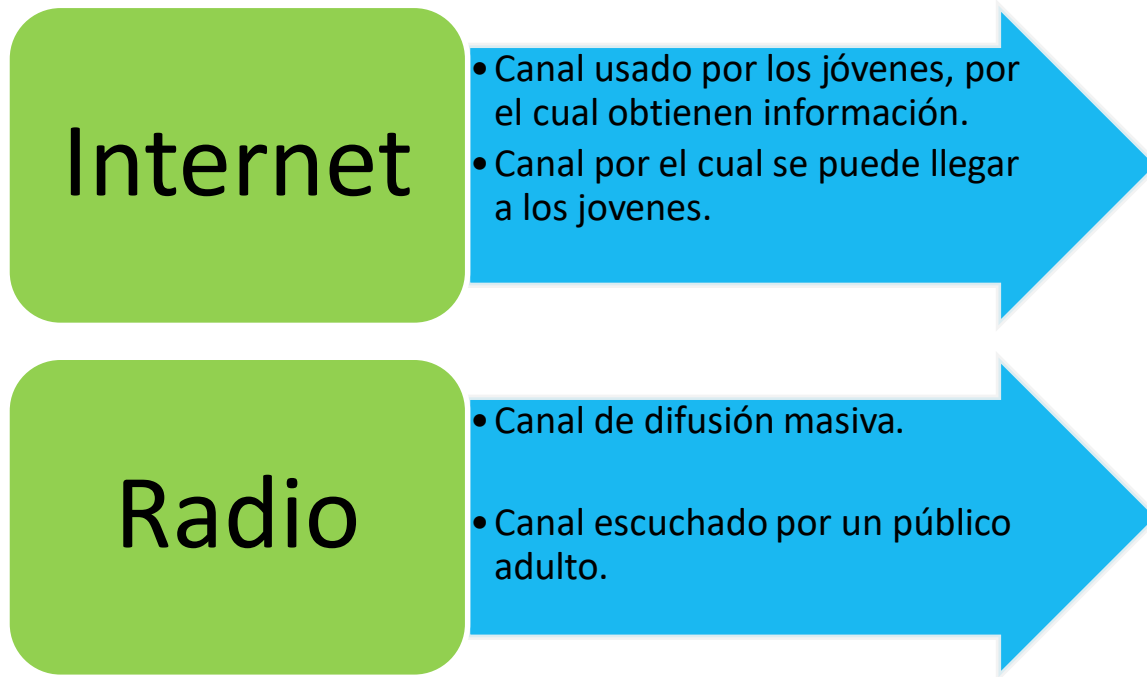 Internet
• Canal usado por los jóvenes, por
el cual obtienen información.
• Canal por el cual se puede llegar
a los jovenes.
Radio
• Canal de difusión masiva.
• Canal escuchado por un público
adulto.